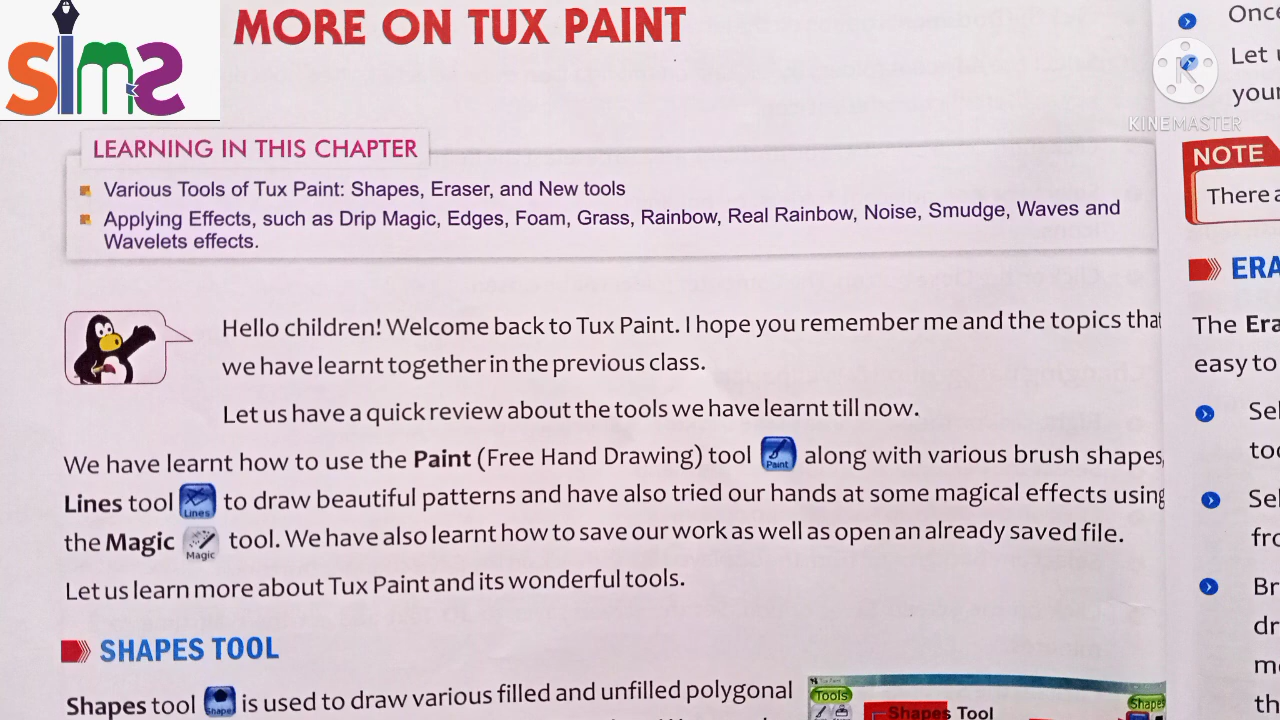 sims
MORE ON TUX PAINT
LEARNING IN THIS CHAPTER
Various Tools of Tux Paint: Shapes, Eraser, and New tools
Applying Effects, such as Drip Magic, Edges, Foam, Grass, Rainbow, Real Rainbow, Noise, Smudge, Waves and
Wavelets effects.
Hello children! Welcome back to Tux Paint. I hope you remember me and the topics that
we have learnt together in the previous class.
Let us have a quick review about the tools we have learnt till now.
We have learnt how to use the Paint (Free Hand Drawing) tool Paint along with various brush shapes,
Lines tool Lines to draw beautiful patterns and have also tried our hands at some magical effects using
the Magic Magic tool. We have also learnt how to save our work as well as open an already saved file.
Let us learn more about Tux Paint and its wonderful tools.
SHAPES TOOL
Shapes tool Shapes is used to draw various filled and unfilled polygonal
Tools
Shapes Tool
Shapes
Once
Let u
your
K
KINEMASTER
NOTE
There a
ERA
The Era
easy to
Sel
too
Sel
fro
Br
dr
mo
th